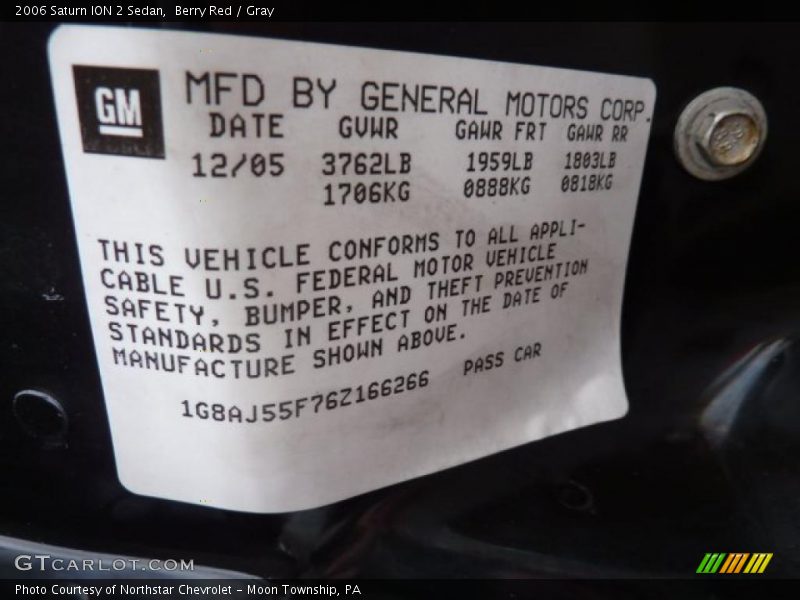 2006 Saturn ION 2 Sedan,  Berry Red / Gray
GM
MFD BY GENERAL MOTORS CORP.
DATE GVWR GAWR FRT GAWR RR
12/05 3762LB 1959LB 1803LB
1706KG 0888KG 0818KG
THIS VEHICLE CONFORMS TO ALL APPLI-
CABLE U.S. FEDERAL MOTOR VEHICLE
SAFETY, BUMPER, AND THEFT PREVENTION
STANDARDS IN EFFECT ON THE DATE OF
MANUFACTURE SHOWN ABOVE.
1G8AJ55F76Z166266 PASS CAR
GTCARLOT.COM
Photo Courtesy of Northstar Chevrolet - Moon Township, PA